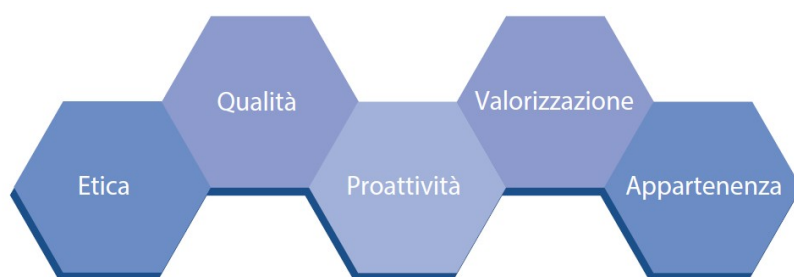 Etica
Qualità
Proattività
Valorizzazione
Appartenenza